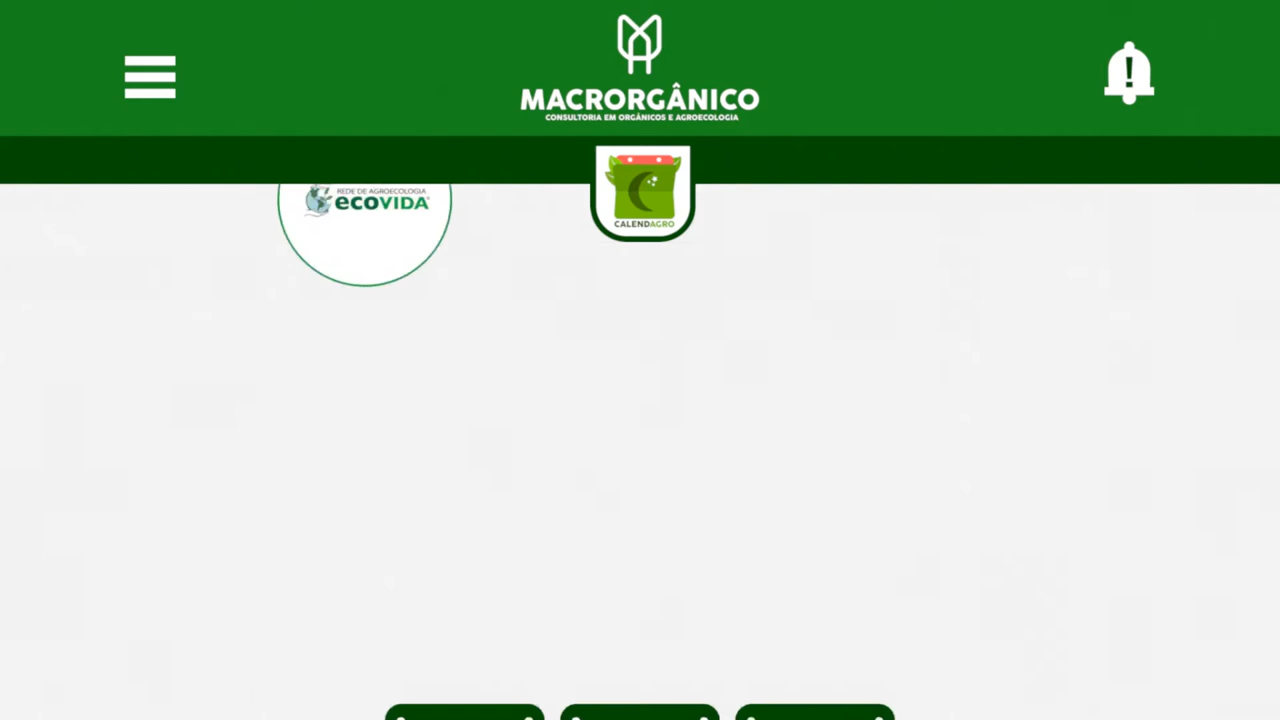 MACRORGÂNICO
CONSULTORIA EM ORGÂNICOS E AGROECOLOGIA
REDE DE AGROECOLOGIA
ecoVIDA
CALENDAGRO